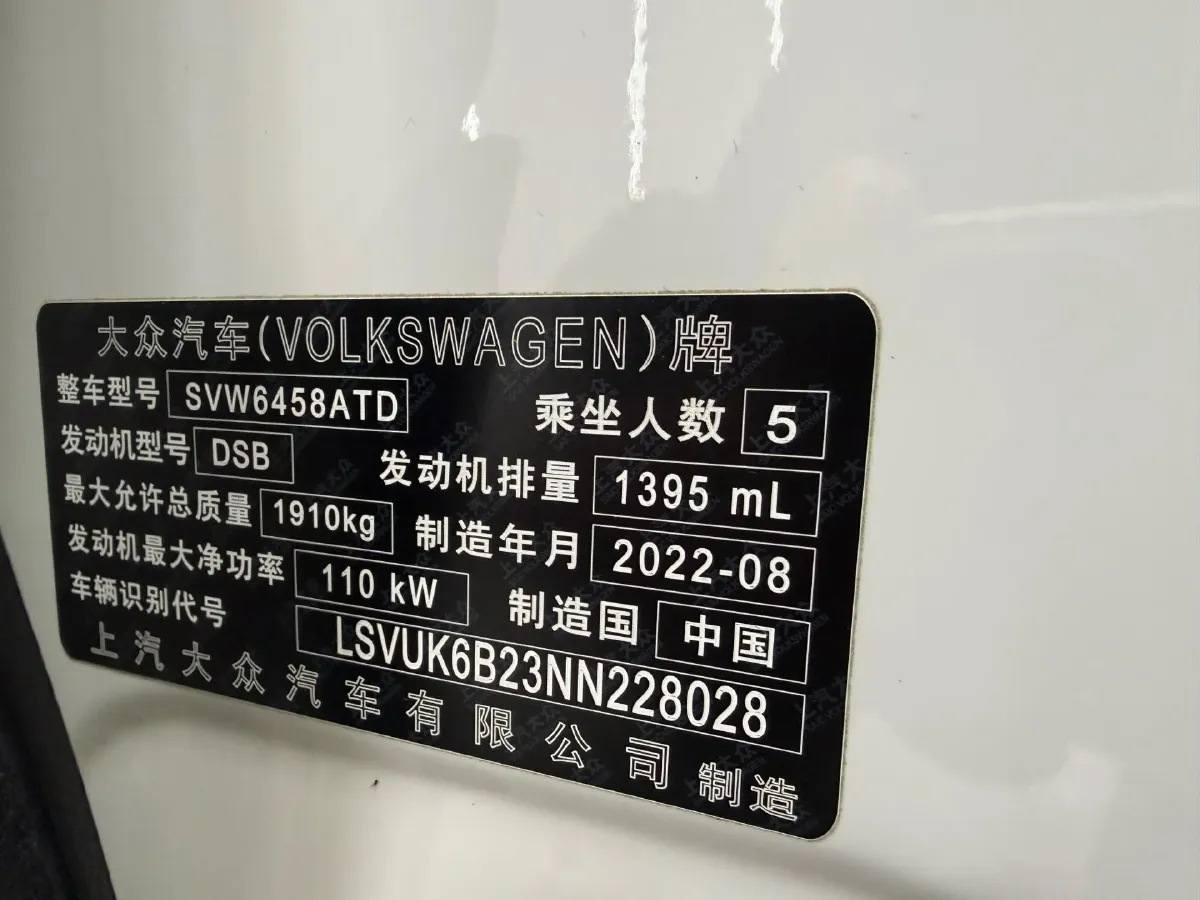 大众汽车(VOLKSWAGEN)牌
整车型号 SVW6458ATD 乘坐人数 5
发动机型号 DSB 发动机排量 1395 mL
最大允许总质量 1910kg 制造年月 2022-08
发动机最大净功率 110 kW 制造国 中国
车辆识别代号 LSVUK6B23NN228028
上汽大众汽车有限公司 制造